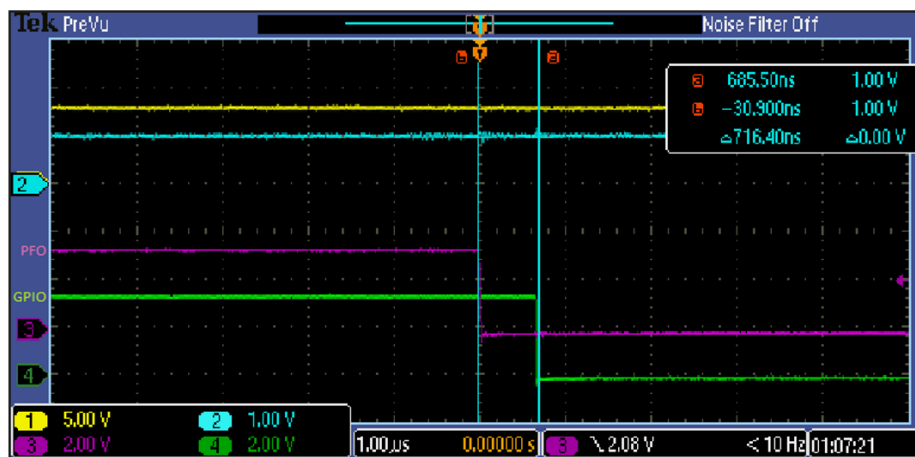 Tek PreVu Noise Filter Off
a 685.50ns 1.00 V
b −30.900ns 1.00 V
△716.40ns △0.00 V
2
PFO
GPIO
3
4
1 5.00 V 2 1.00 V
3 2.00 V 4 2.00 V
1.00µs 0.00000 s 3 2.08 V < 10 Hz 01:07:21